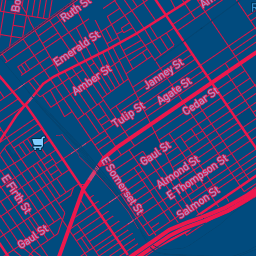 Ruth St
Emerald St
Amber St
Janney St
Agate St
Cedar St
Tulip St
Gaul St
Almond St
E Thompson St
Salmon St
E Somerset St
E Firth St
Gaul St